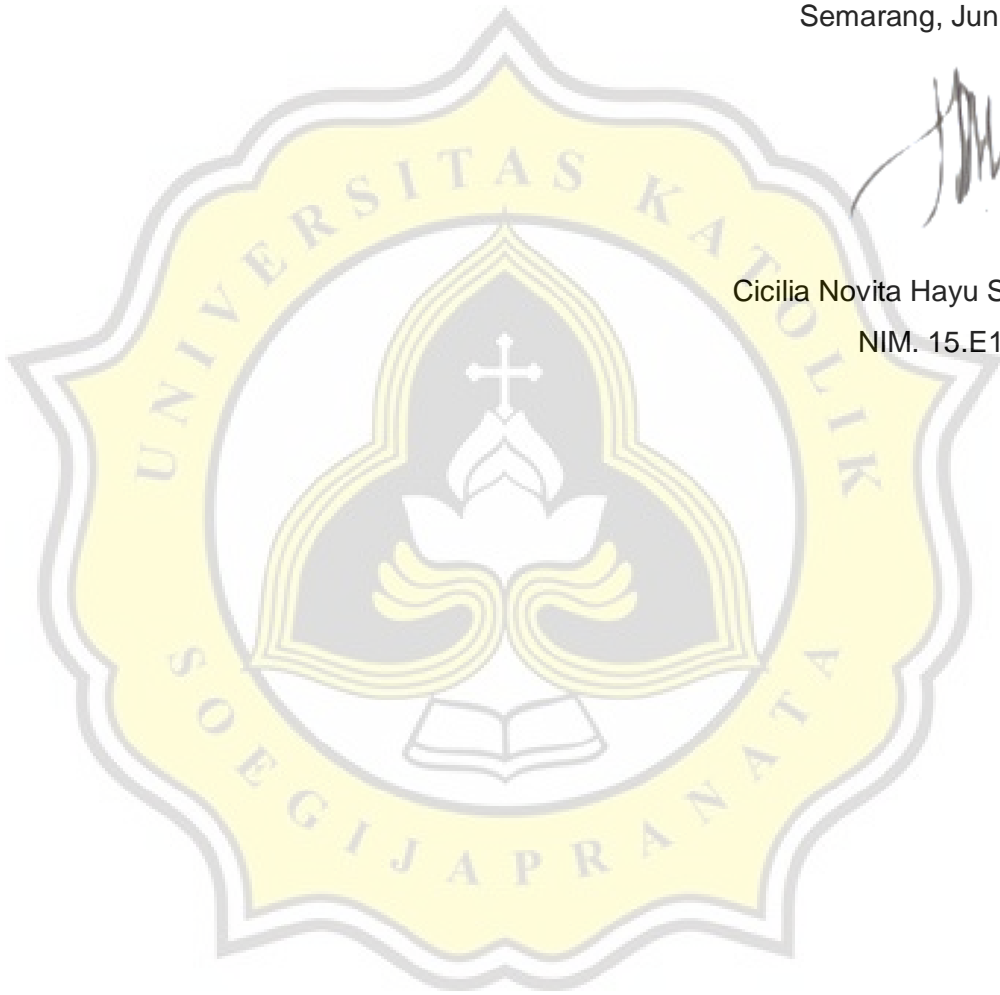 Semarang, Jun
UNIVERSITAS KATOLIK
Cicilia Novita Hayu S
NIM. 15.E1
SOEGIJAPRANATA